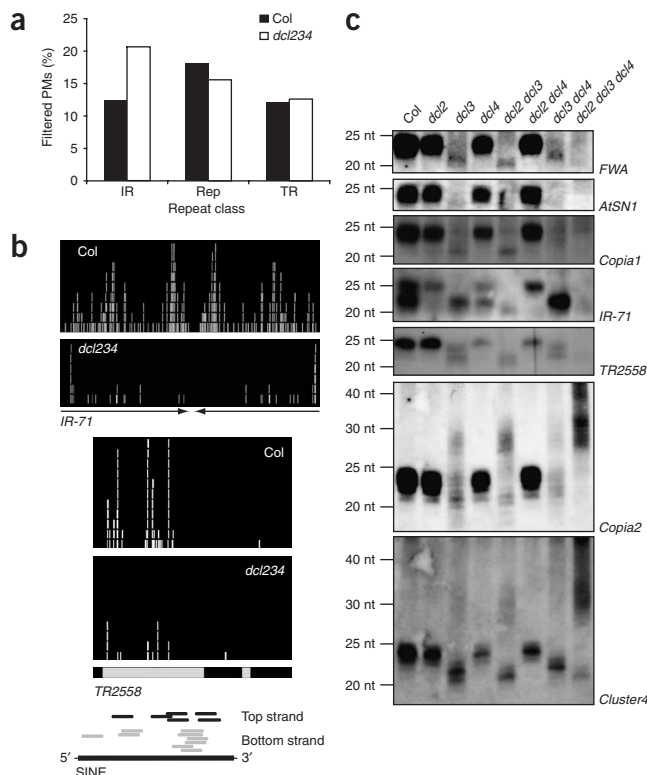 a
Col
dcl234
Filtered PMs (%)
25
20
15
10
5
0
IR
Rep
TR
Repeat class
b
Col
dcl234
IR-71
Col
dcl234
TR2558
Top strand
Bottom strand
5′
3′
SINE
c
Col
dcl2
dcl3
dcl4
dcl2 dcl3
dcl2 dcl4
dcl3 dcl4
dcl2 dcl3 dcl4
25 nt
20 nt
FWA
25 nt
AtSN1
25 nt
20 nt
Copia1
25 nt
20 nt
IR-71
25 nt
20 nt
TR2558
40 nt
30 nt
25 nt
20 nt
Copia2
40 nt
30 nt
25 nt
20 nt
Cluster4